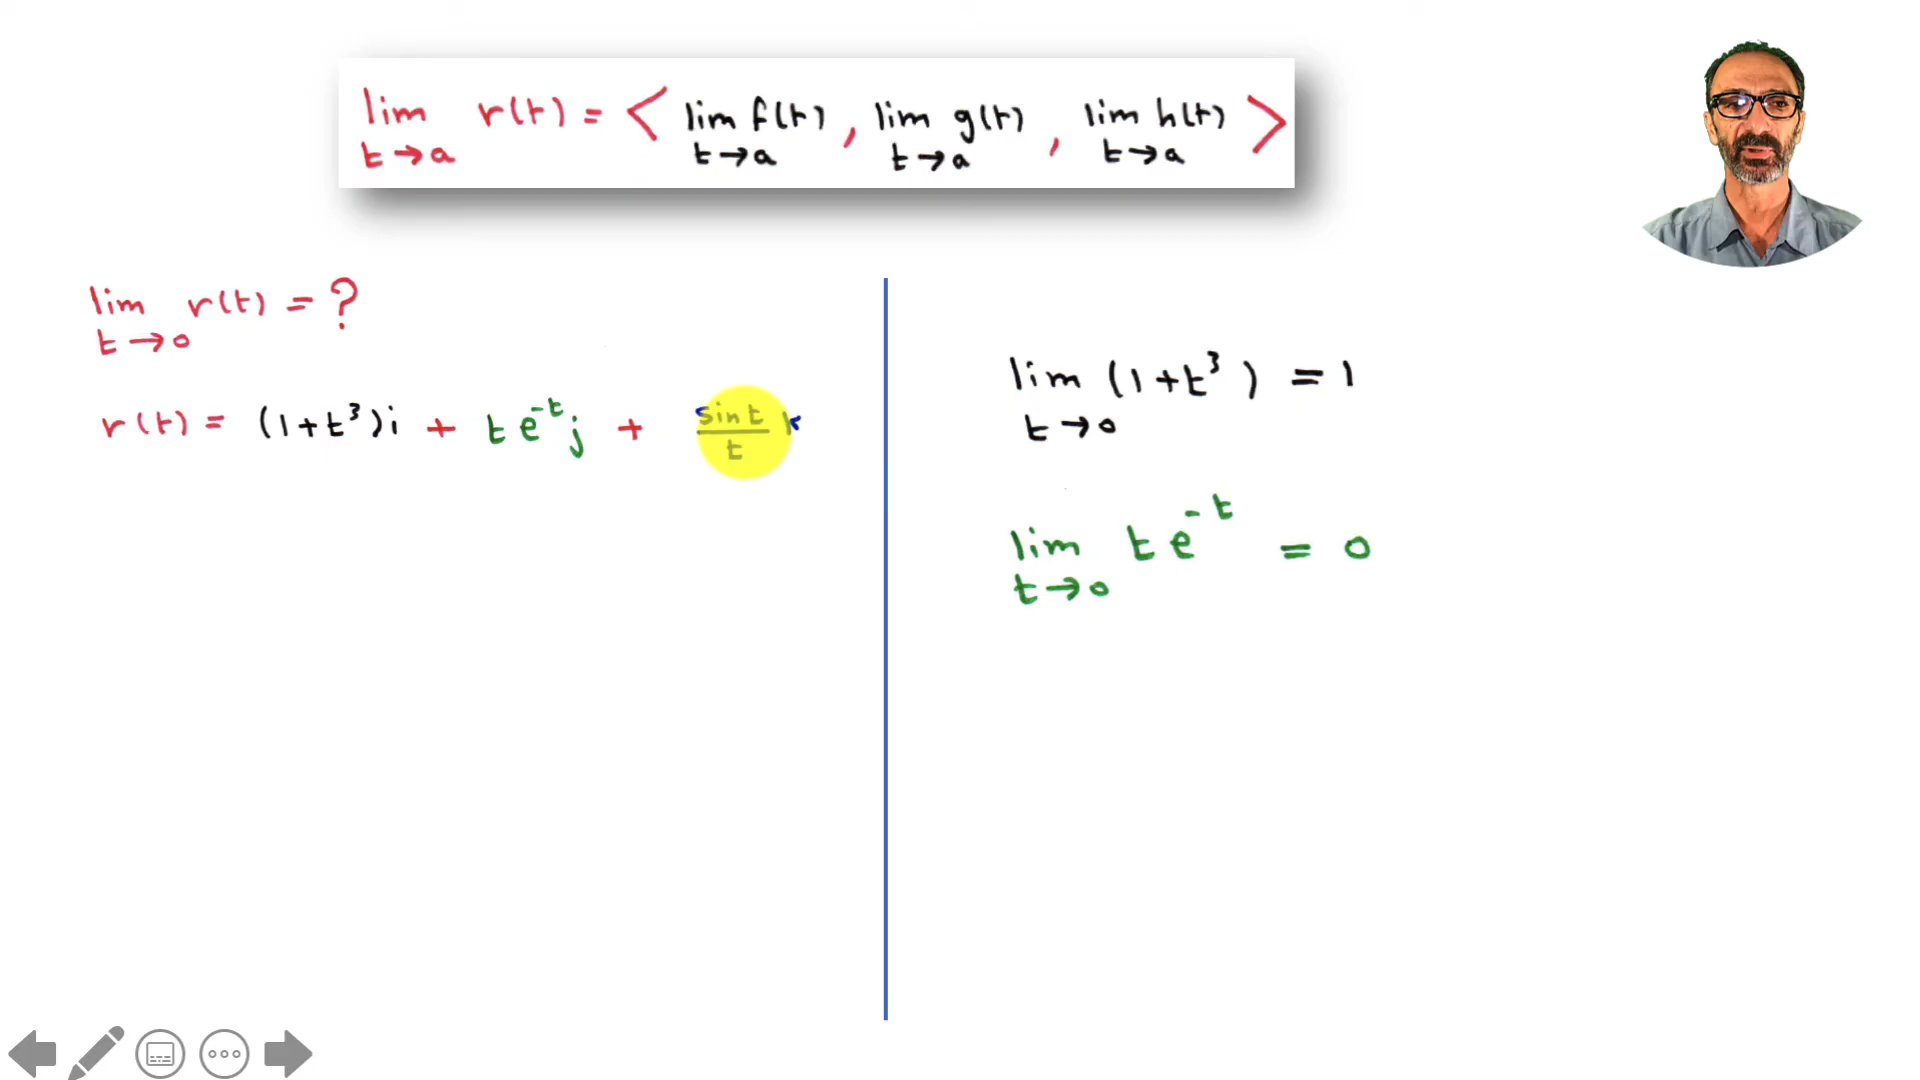 lim r(t) = < lim f(t), lim g(t), lim h(t) >
t→a t→a t→a t→a
lim r(t) = ?
t→0
r(t) = (1+t³)i + te⁻ᵗj + sin t/t k
lim (1+t³) = 1
t→0
lim te⁻ᵗ = 0
t→0